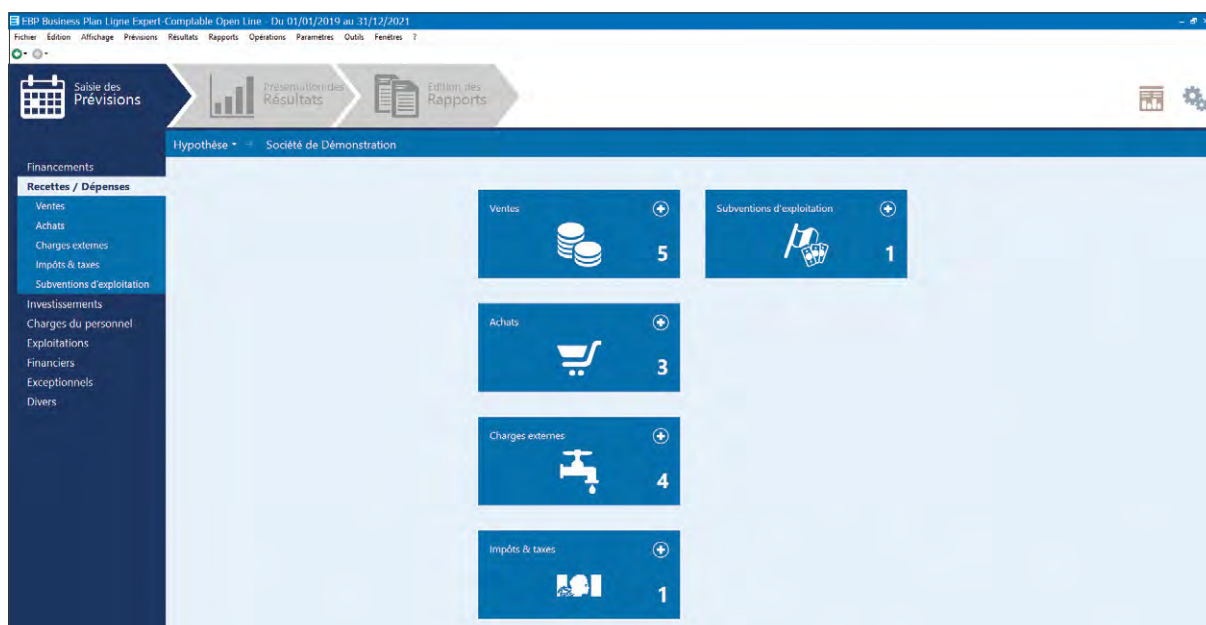 EBP Business Plan Ligne Expert-Comptable Open Line - Du 01/01/2019 au 31/12/2021
Fichier Edition Affichage Prévisions Résultats Rapports Opérations Paramètres Outils Fenêtres ?
Saisie des
Prévisions
Présentation des
Résultats
Edition des
Rapports
Hypothèse
Société de Démonstration
Financements
Recettes / Dépenses
Ventes
Achats
Charges externes
Impôts & taxes
Subventions d'exploitation
Investissements
Charges du personnel
Exploitations
Financiers
Exceptionnels
Divers
Ventes
5
Subventions d'exploitation
1
Achats
3
Charges externes
4
Impôts & taxes
1